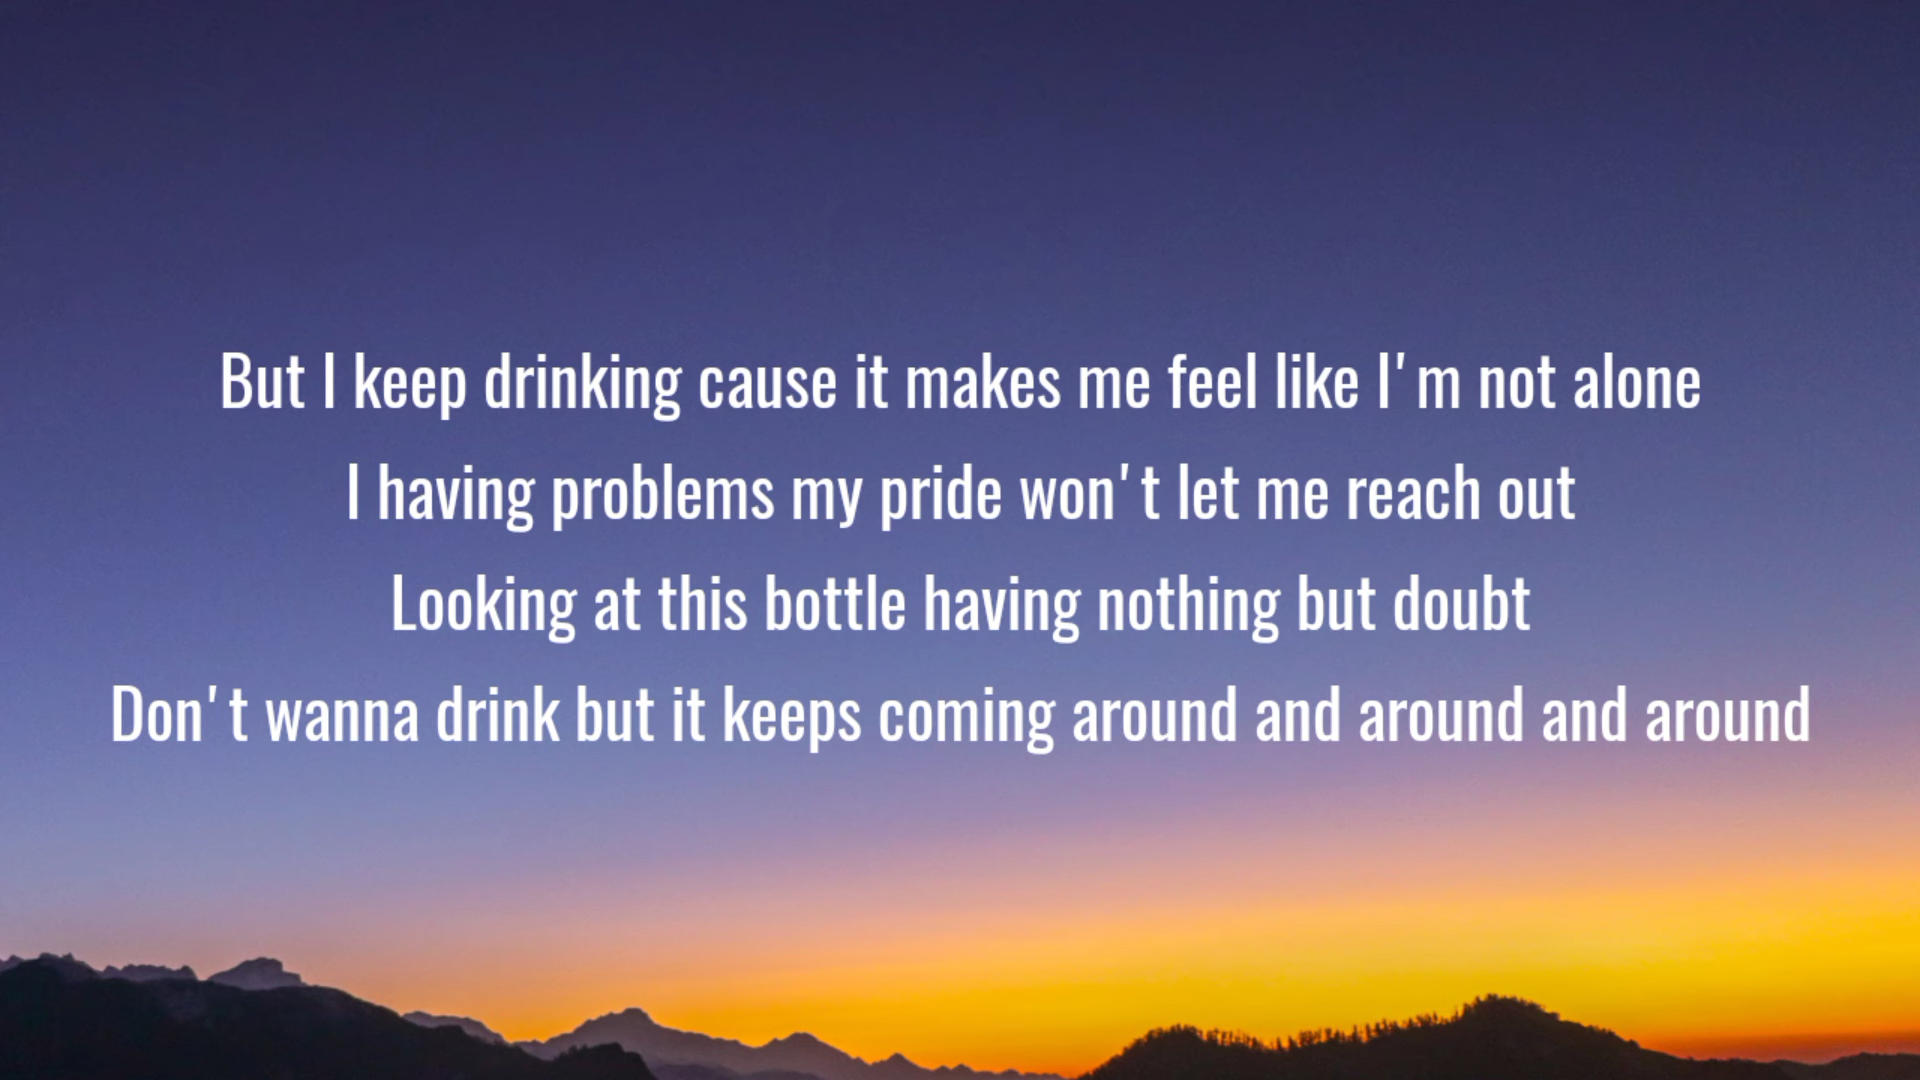 But I keep drinking cause it makes me feel like I'm not alone
I having problems my pride won't let me reach out
Looking at this bottle having nothing but doubt
Don't wanna drink but it keeps coming around and around and around